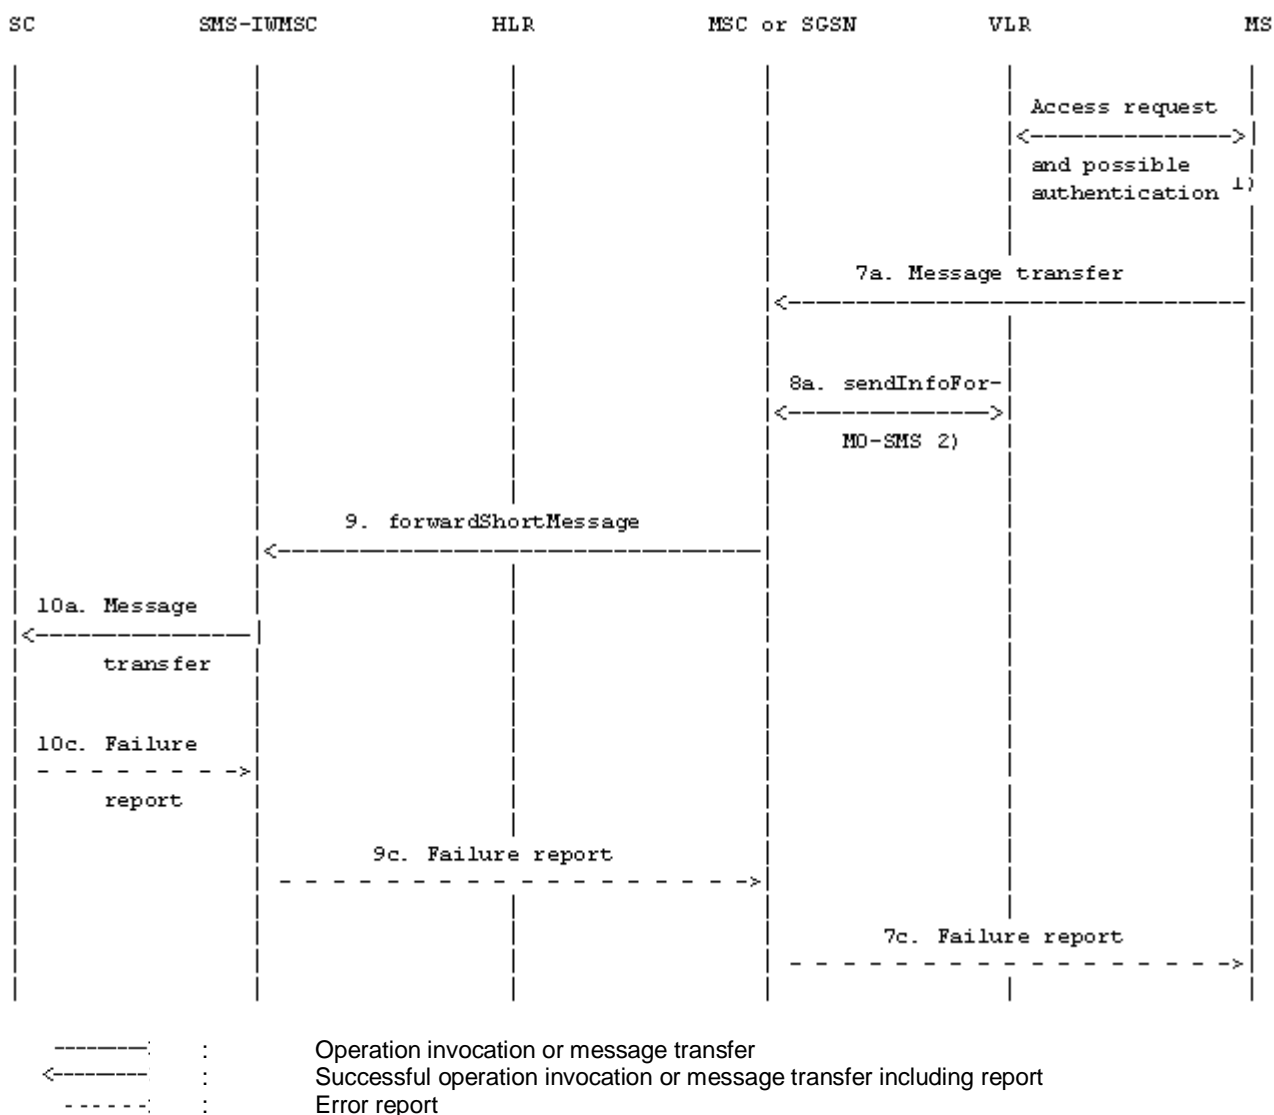 SC SMS-IWMSC HLR MSC or SGSN VLR MS
Access request
and possible
authentication 1)
7a. Message transfer
8a. sendInfoFor-
MO-SMS 2)
9. forwardShortMessage
10a. Message
transfer
10c. Failure
report
9c. Failure report
7c. Failure report
: Operation invocation or message transfer
: Successful operation invocation or message transfer including report
: Error report